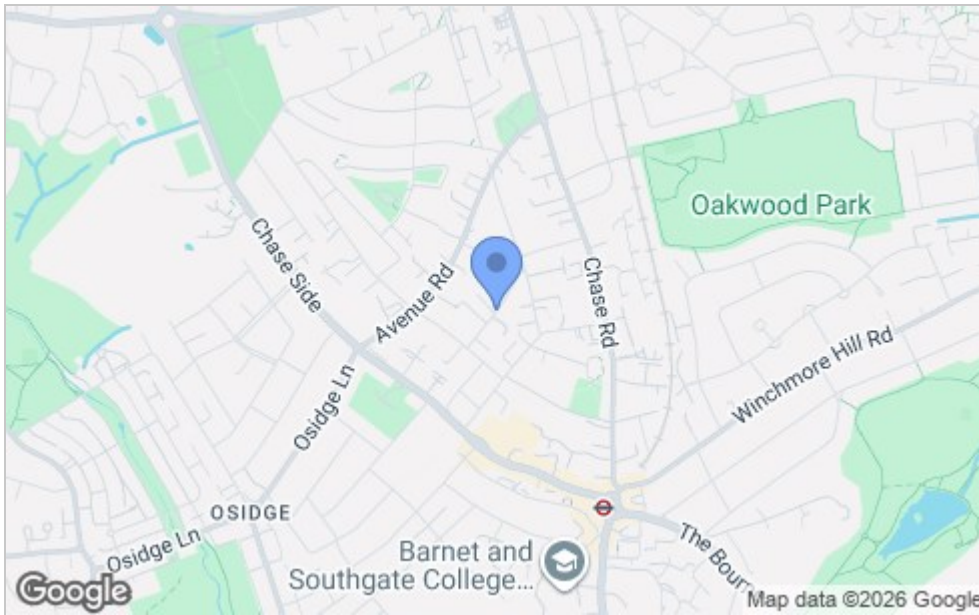 Oakwood Park
Chase Side
Avenue Rd
Chase Rd
Winchmore Hill Rd
Osidge Ln
OSIDGE
Osidge Ln
Barnet and
Southgate College...
The Bour
Google
Map data ©2026 Google